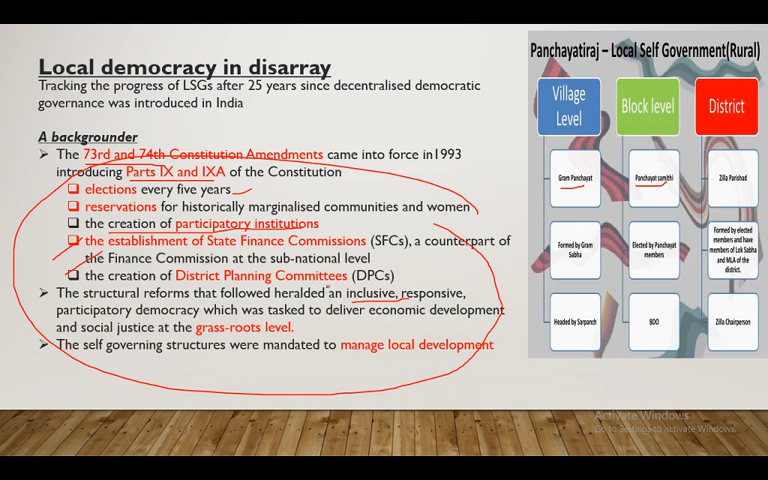 Local democracy in disarray
Tracking the progress of LSGs after 25 years since decentralised democratic
governance was introduced in India
A backgrounder
The 73rd and 74th Constitution Amendments came into force in1993
introducing Parts IX and IXA of the Constitution
elections every five years
reservations for historically marginalised communities and women
the creation of participatory institutions
the establishment of State Finance Commissions (SFCs), a counterpart of
the Finance Commission at the sub-national level
the creation of District Planning Committees (DPCs)
The structural reforms that followed heralded an inclusive, responsive,
participatory democracy which was tasked to deliver economic development
and social justice at the grass-roots level.
The self governing structures were mandated to manage local development
Panchayatiraj – Local Self Government(Rural)
Village
Level
Gram Panchayat
Formed by Gram
Sabha
Headed by Sarpanch
Block level
Panchayat samithi
Elected by Panchayat
members
BDO
District
Zilla Parishad
Formed by elected
members and have
members of Lok Sabha
and MLA of the
district.
Zilla Chairperson
Activate Windows
Go to Settings to activate Windows.